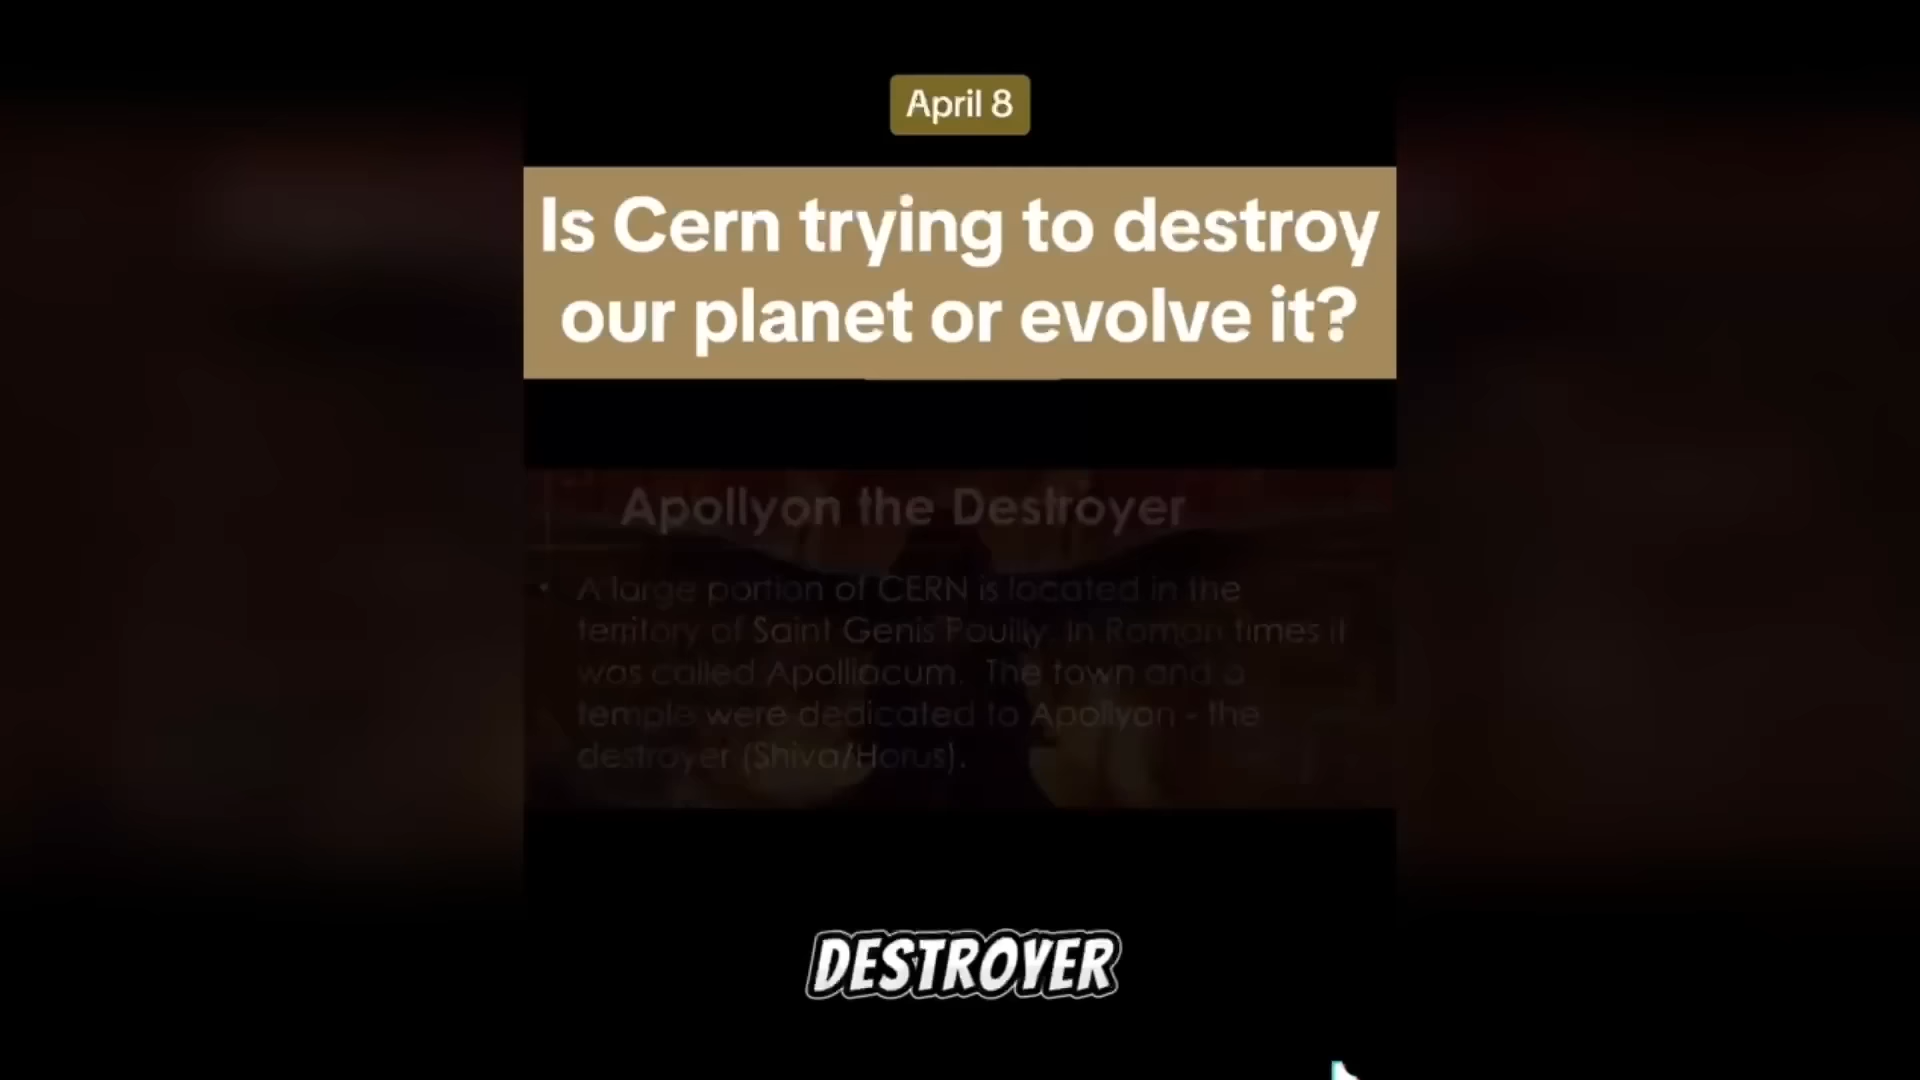 April 8
Is Cern trying to destroy
our planet or evolve it?
Apollyon the Destroyer
• A large portion of CERN is located in the
territory of Saint Genis Pouilly. In Roman times it
was called Apolliacum. The town and a
temple were dedicated to Apollyon - the
destroyer (Shiva/Horus).
DESTROYER